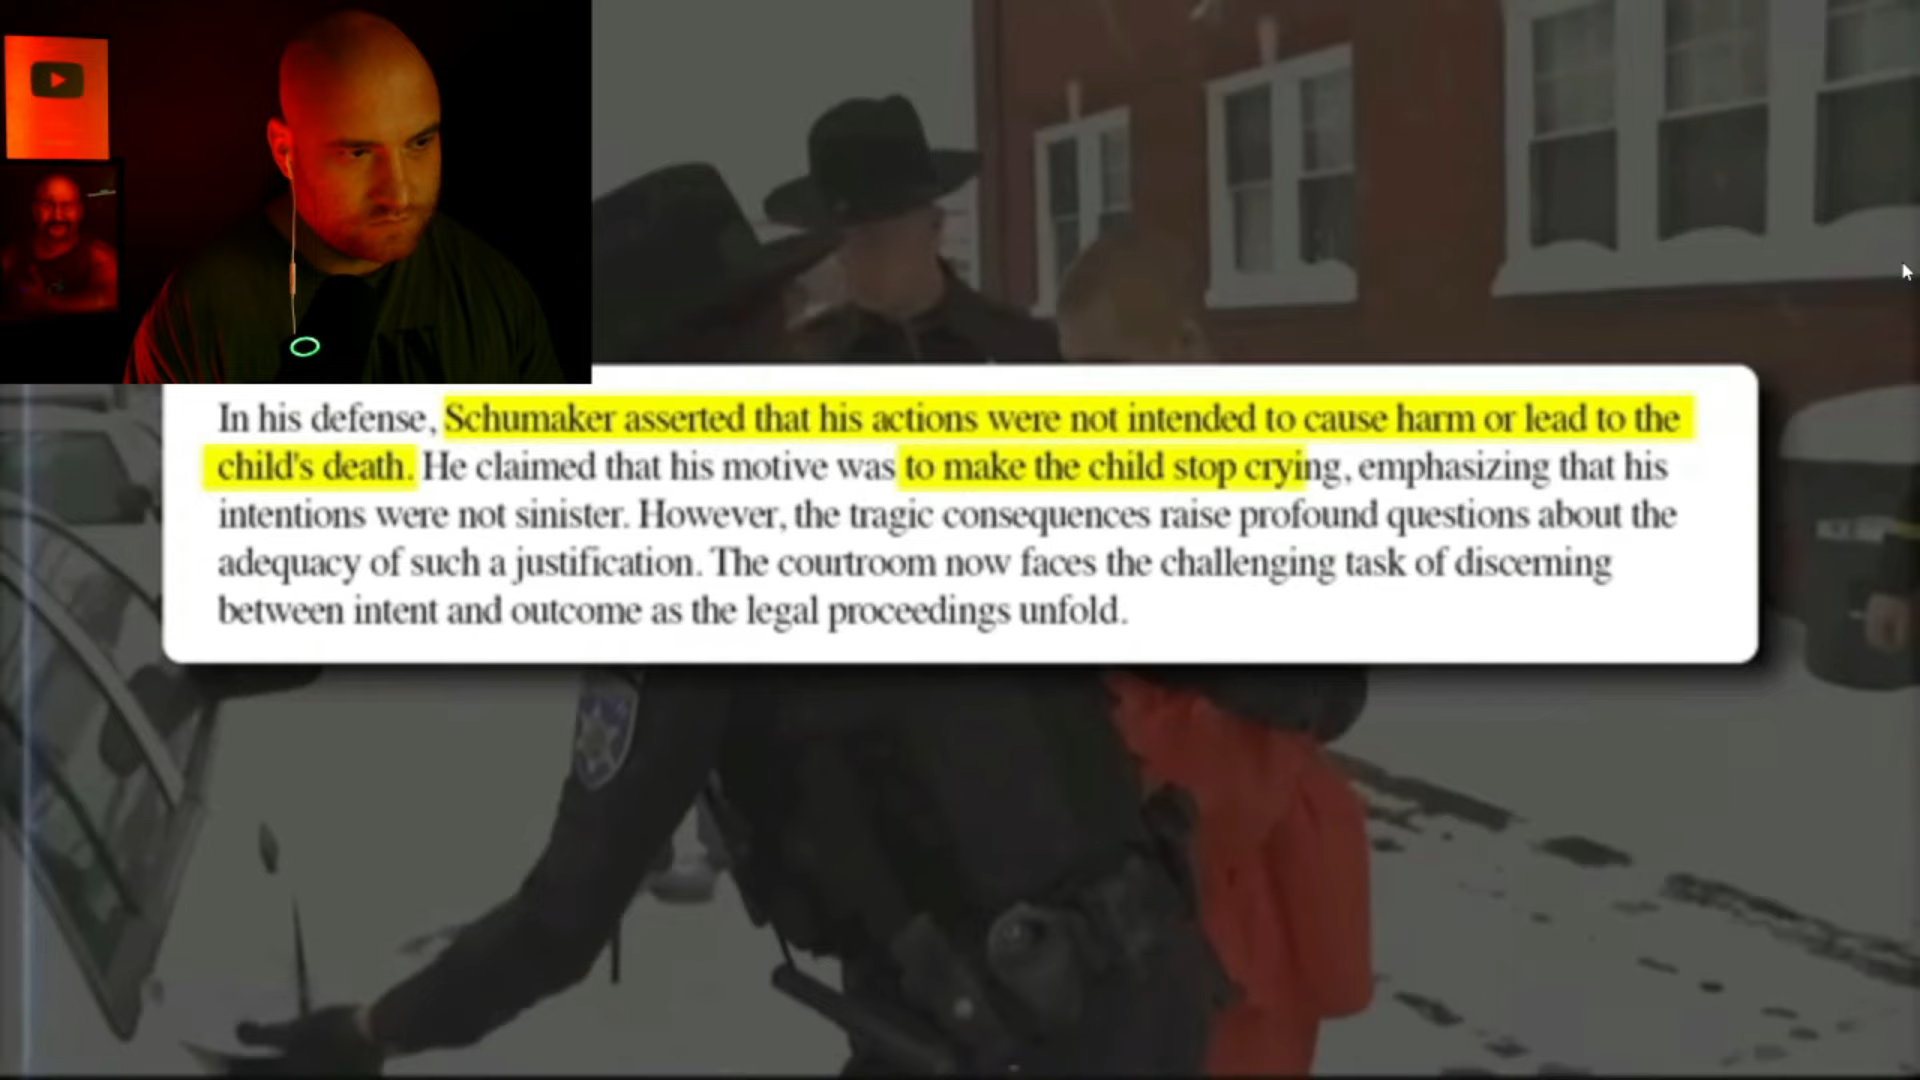 In his defense, Schumaker asserted that his actions were not intended to cause harm or lead to the
child's death. He claimed that his motive was to make the child stop crying, emphasizing that his
intentions were not sinister. However, the tragic consequences raise profound questions about the
adequacy of such a justification. The courtroom now faces the challenging task of discerning
between intent and outcome as the legal proceedings unfold.